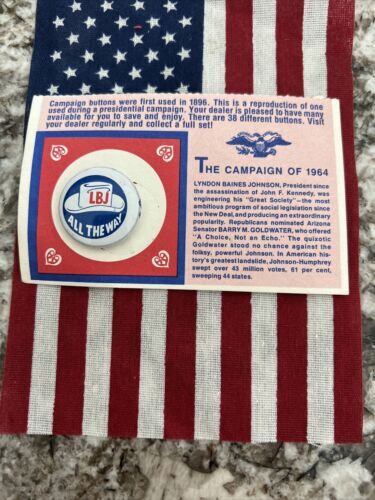 Campaign buttons were first used in 1896. This is a reproduction of one
used during a presidential campaign. Your dealer is pleased to have many
available for you to save and enjoy. There are 38 different buttons. Visit
your dealer regularly and collect a full set!
LBJ
ALL THE WAY
THE CAMPAIGN OF 1964
LYNDON BAINES JOHNSON, President since
the assassination of John F. Kennedy, was
engineering his "Great Society"—the most
ambitious program of social legislation since
the New Deal, and producing an extraordinary
popularity. Republicans nominated Arizona
Senator BARRY M. GOLDWATER, who offered
"A Choice, Not an Echo." The quixotic
Goldwater stood no chance against the
folksy, powerful Johnson. In American his-
tory's greatest landslide, Johnson-Humphrey
swept over 43 million votes, 61 per cent,
sweeping 44 states.